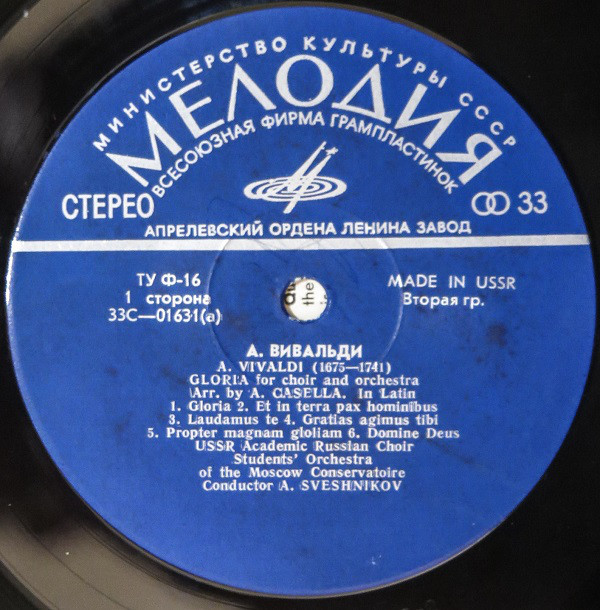 МИНИСТЕРСТВО КУЛЬТУРЫ СССР
МЕЛОДИЯ
ВСЕСОЮЗНАЯ ФИРМА ГРАМПЛАСТИНОК
СТЕРЕО
33
АПРЕЛЕВСКИЙ ОРДЕНА ЛЕНИНА ЗАВОД
ТУ Ф-16
1 сторона
33С—01631(а)
the
MADE IN USSR
Вторая гр.
А. ВИВАЛЬДИ
A. VIVALDI (1675—1741)
GLORIA for choir and orchestra
Arr. by A. CASELLA. In Latin
1. Gloria 2. Et in terra pax hominibus
3. Laudamus te 4. Gratias agimus tibi
5. Propter magnam gloliam 6. Domine Deus
USSR Academic Russian Choir
Students' Orchestra
of the Moscow Conservatoire
Conductor A. SVESHNIKOV